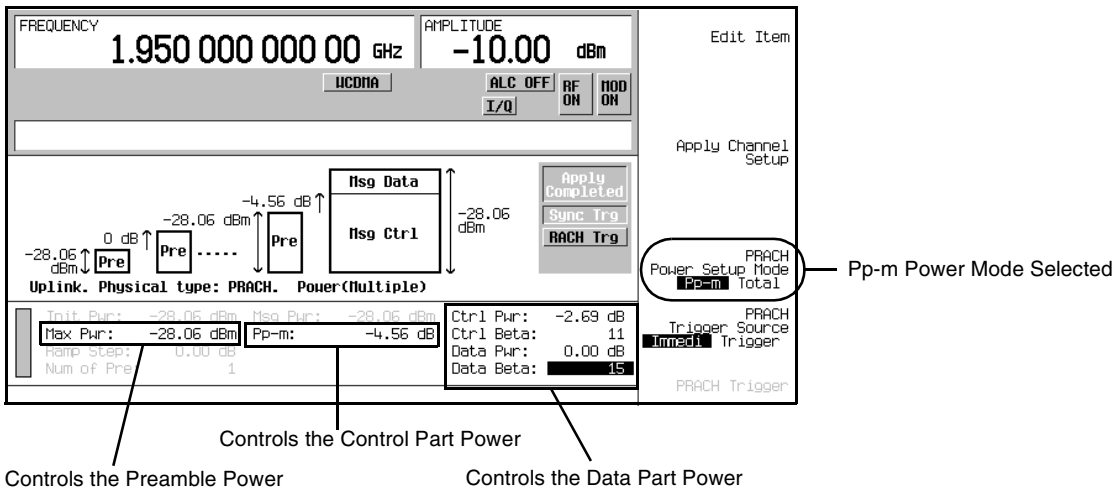 FREQUENCY
1.950 000 000 00 GHz
AMPLITUDE
-10.00 dBm
WCDMA
ALC OFF
I/Q
RF ON
MOD ON
Edit Item
Apply Channel
Setup
Msg Data
Msg Ctrl
-4.56 dB
-28.06 dBm
0 dB
-28.06
dBm
Pre
Pre
.....
Pre
-28.06
dBm
Apply
Completed
Sync Trg
RACH Trg
Uplink. Physical type: PRACH. Power(Multiple)
PRACH
Power Setup Mode
Pp-m Total
Pp-m Power Mode Selected
PRACH
Trigger Source
Immedi Trigger
PRACH Trigger
Init Pwr: -28.06 dBm Msg Pwr: -28.06 dBm
Max Pwr: -28.06 dBm Pp-m: -4.56 dB
Ramp Step: 0.00 dB
Num of Pre 1
Ctrl Pwr: -2.69 dB
Ctrl Beta: 11
Data Pwr: 0.00 dB
Data Beta: 15
Controls the Control Part Power
Controls the Preamble Power
Controls the Data Part Power